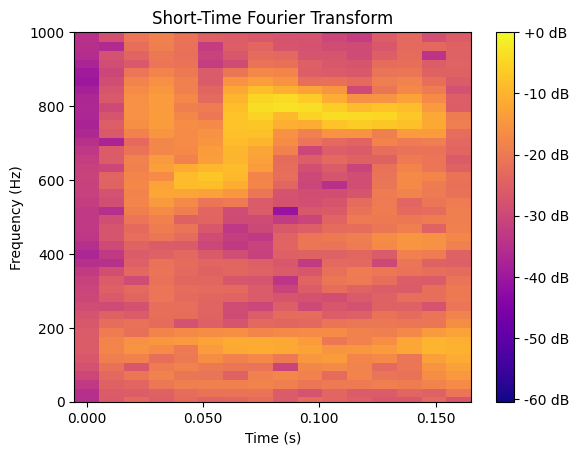 Short-Time Fourier Transform
Frequency (Hz)
1000
800
600
400
200
0
0.000
0.050
0.100
0.150
Time (s)
+0 dB
-10 dB
-20 dB
-30 dB
-40 dB
-50 dB
-60 dB